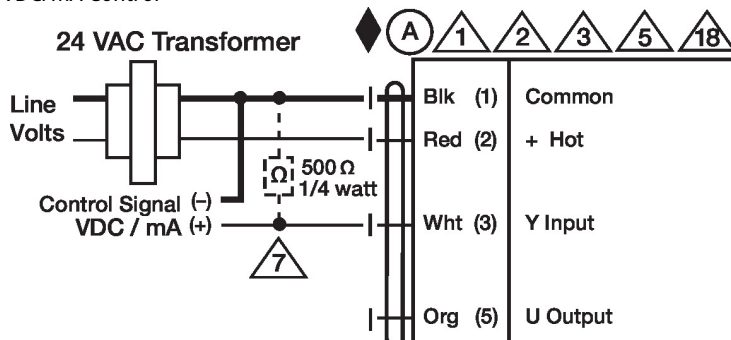 VDC/mA Control
24 VAC Transformer
A 1 2 3 5 18
Line
Volts
Blk (1) Common
Red (2) + Hot
Ω 500 Ω
1/4 watt
Control Signal (–)
VDC / mA (+)
Wht (3) Y Input
7
Org (5) U Output